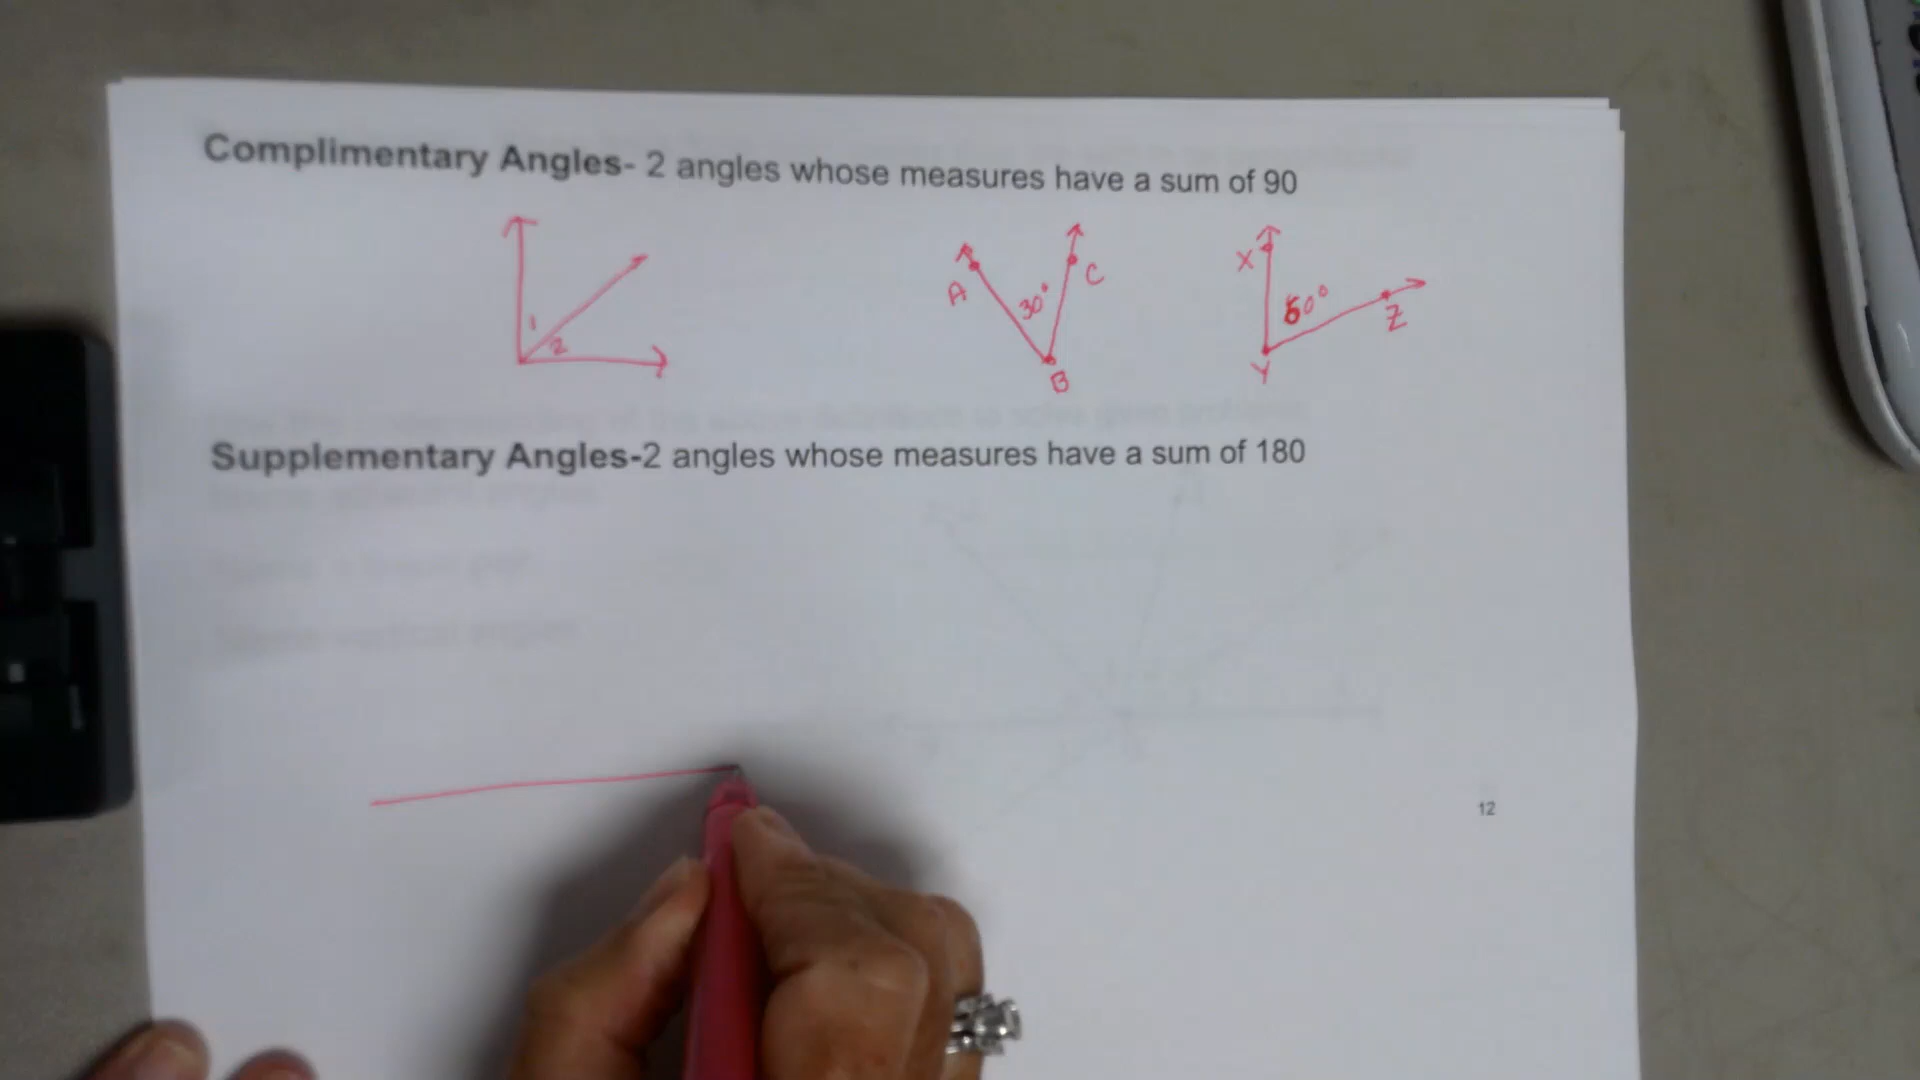 Complimentary Angles- 2 angles whose measures have a sum of 90
1
2
A
30°
C
B
X
60°
Z
Y
Supplementary Angles-2 angles whose measures have a sum of 180
12